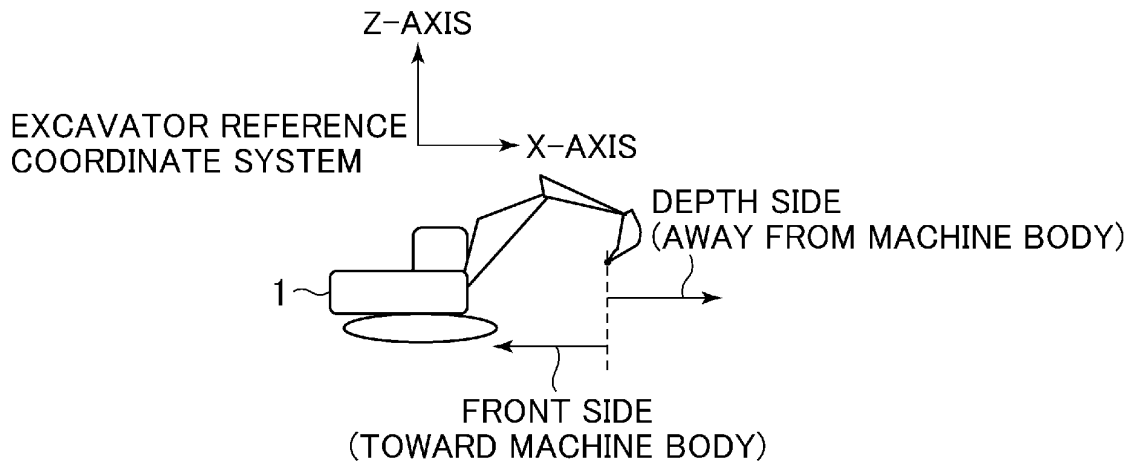 Z-AXIS
EXCAVATOR REFERENCE
COORDINATE SYSTEM
X-AXIS
DEPTH SIDE
(AWAY FROM MACHINE BODY)
1
FRONT SIDE
(TOWARD MACHINE BODY)